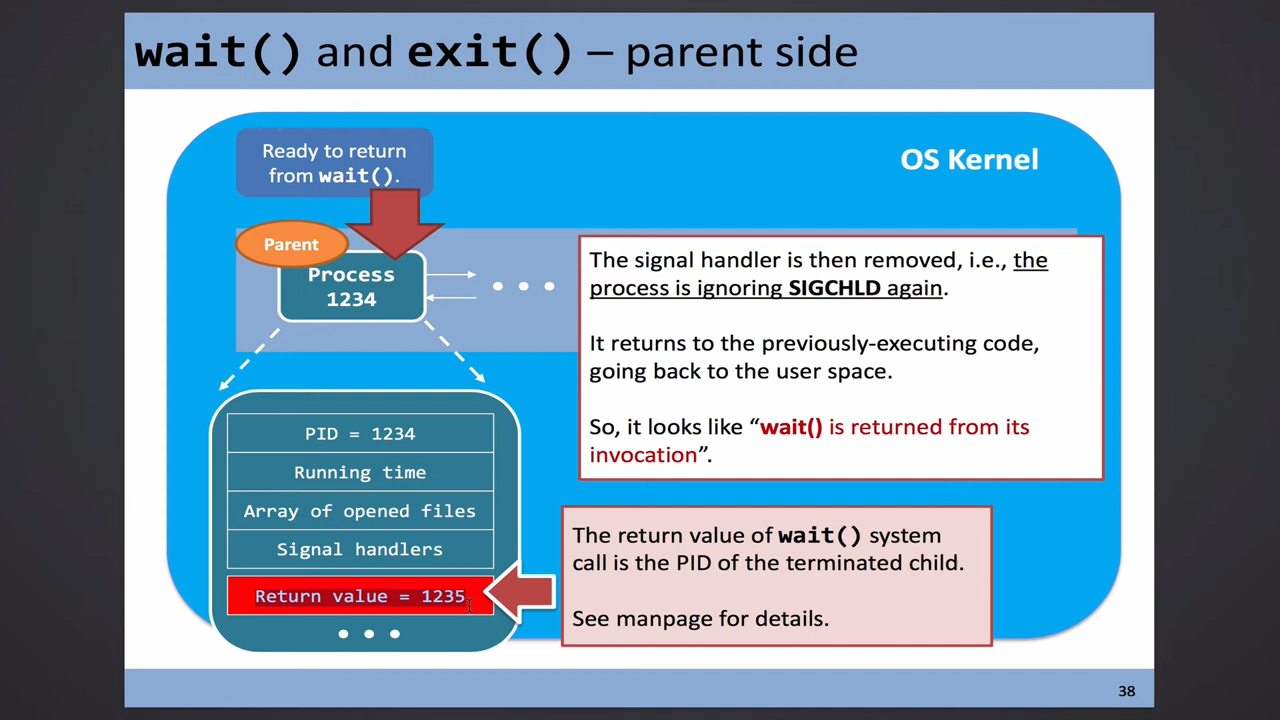 wait() and exit() – parent side
Ready to return
from wait().
OS Kernel
Parent
Process
1234
The signal handler is then removed, i.e., the
process is ignoring SIGCHLD again.
It returns to the previously-executing code,
going back to the user space.
So, it looks like “wait() is returned from its
invocation”.
PID = 1234
Running time
Array of opened files
Signal handlers
Return value = 1235
The return value of wait() system
call is the PID of the terminated child.
See manpage for details.
38